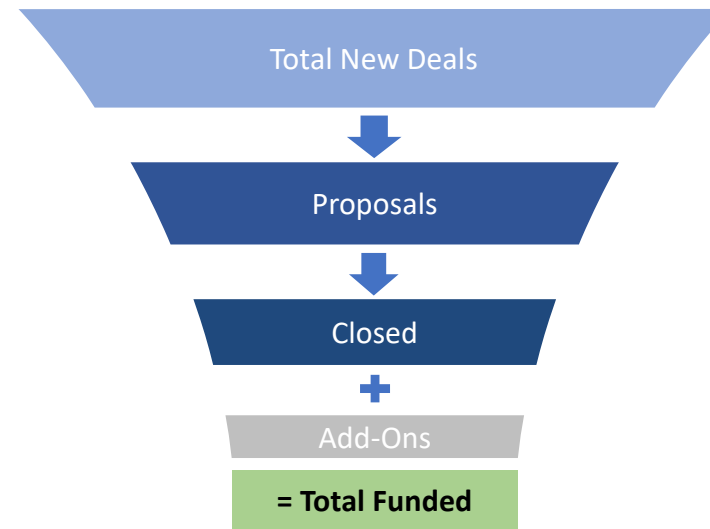 Total New Deals
Proposals
Closed
Add-Ons
= Total Funded